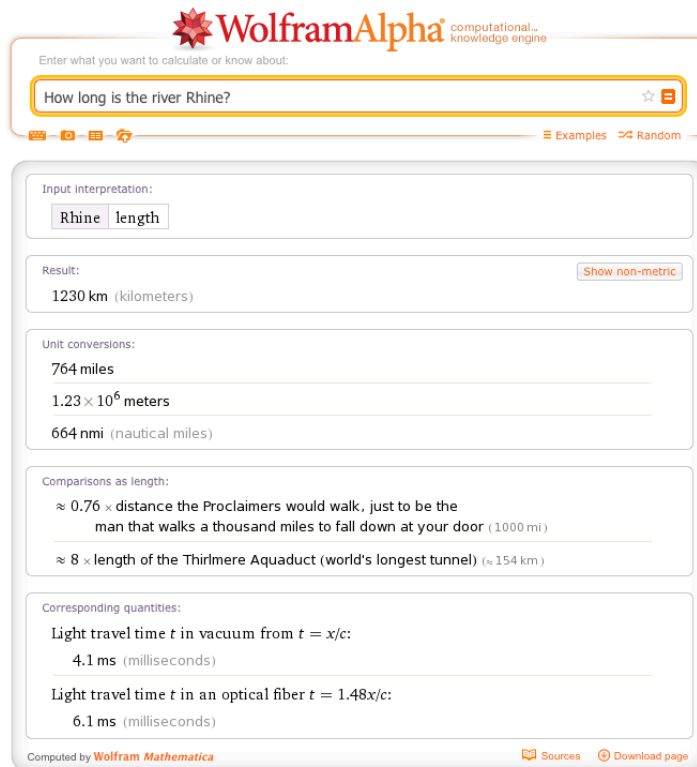 WolframAlpha computational... knowledge engine
Enter what you want to calculate or know about:
How long is the river Rhine?
Examples Random
Input interpretation:
Rhine length
Result:
Show non-metric
1230 km (kilometers)
Unit conversions:
764 miles
1.23 × 10⁶ meters
664 nmi (nautical miles)
Comparisons as length:
≈ 0.76 × distance the Proclaimers would walk, just to be the
man that walks a thousand miles to fall down at your door (1000 mi)
≈ 8 × length of the Thirlmere Aquaduct (world's longest tunnel) (≈ 154 km)
Corresponding quantities:
Light travel time t in vacuum from t = x/c:
4.1 ms (milliseconds)
Light travel time t in an optical fiber t = 1.48x/c:
6.1 ms (milliseconds)
Computed by Wolfram Mathematica
Sources Download page